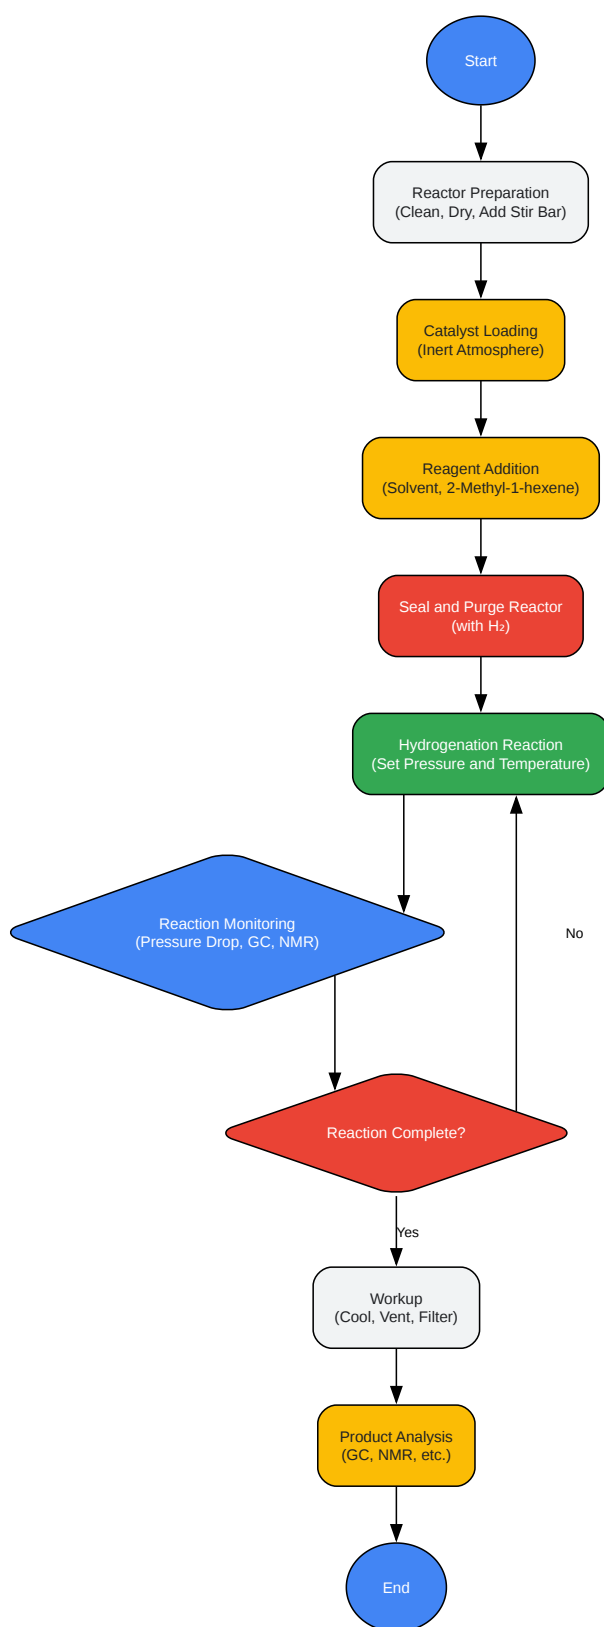 Start
Reactor Preparation
(Clean, Dry, Add Stir Bar)
Catalyst Loading
(Inert Atmosphere)
Reagent Addition
(Solvent, 2-Methyl-1-hexene)
Seal and Purge Reactor
(with H₂)
Hydrogenation Reaction
(Set Pressure and Temperature)
Reaction Monitoring
(Pressure Drop, GC, NMR)
No
Reaction Complete?
Yes
Workup
(Cool, Vent, Filter)
Product Analysis
(GC, NMR, etc.)
End